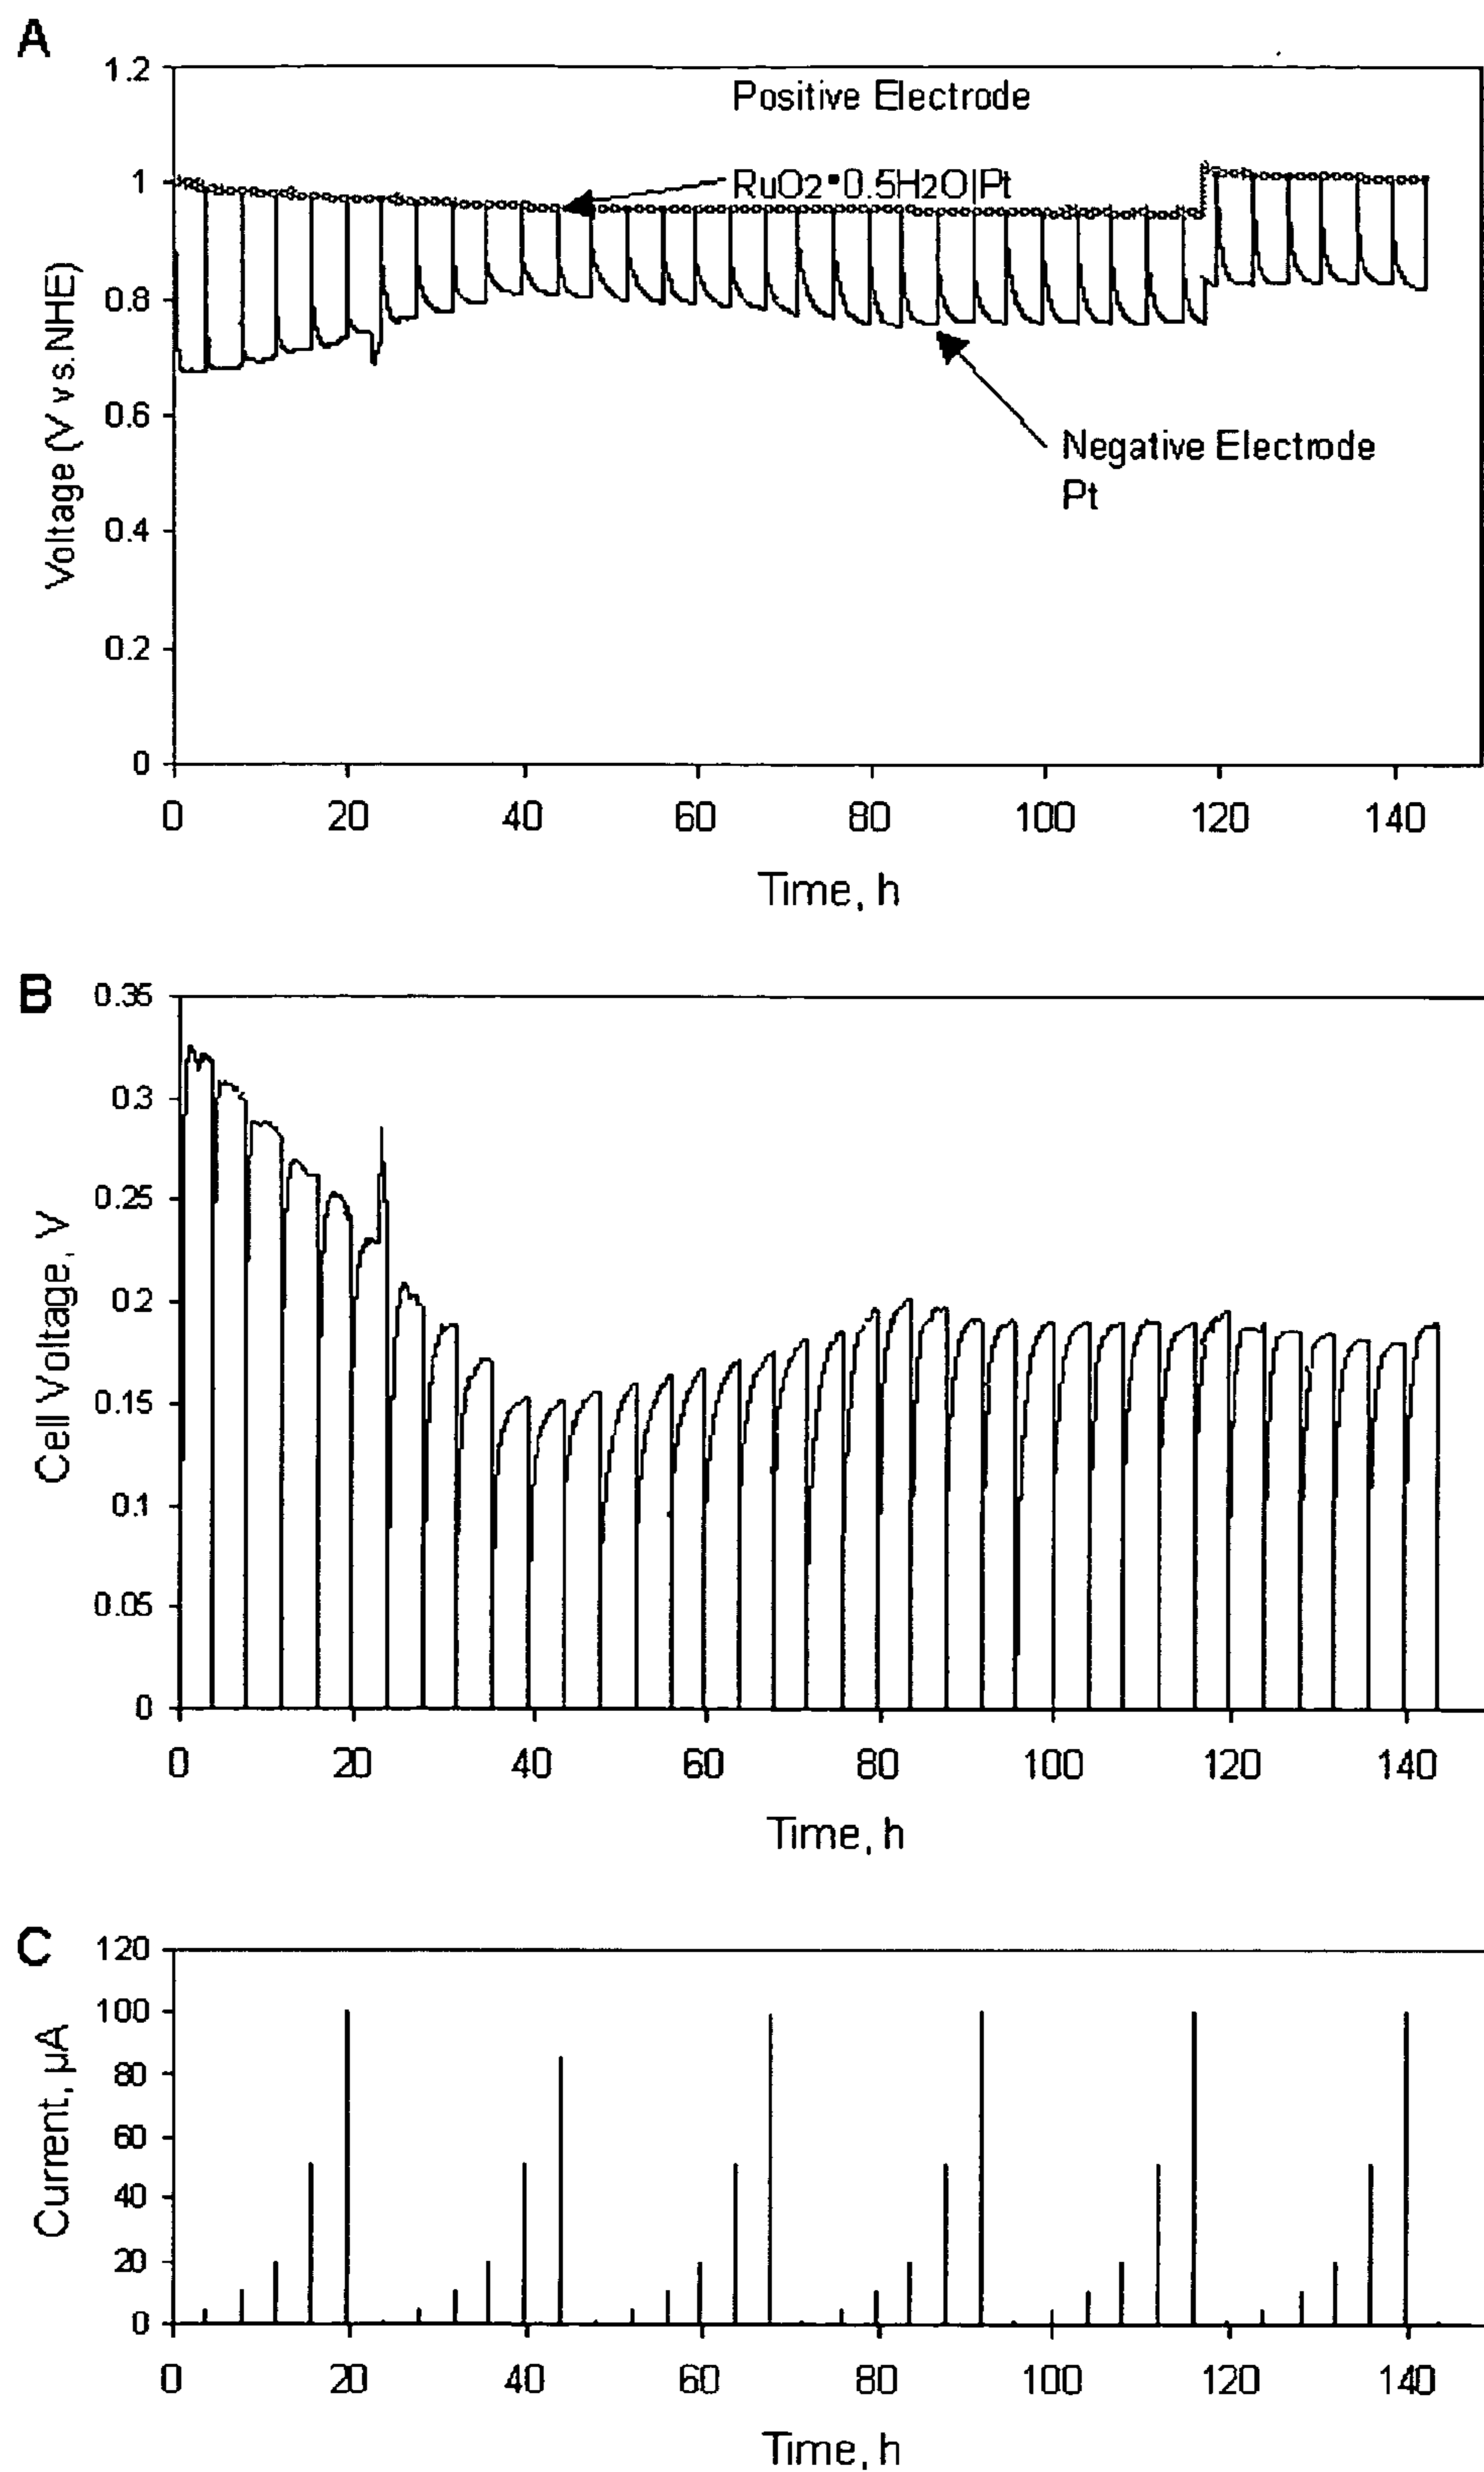 A
1.2
Positive Electrode
1
RuO2•0.5H2O|Pt
0.8
0.6
Negative Electrode
Pt
0.4
0.2
0
Voltage (V vs.NHE)
0 20 40 60 80 100 120 140
Time, h
B
0.35
0.3
0.25
0.2
0.15
0.1
0.05
0
Cell Voltage, V
0 20 40 60 80 100 120 140
Time, h
C
120
100
80
60
40
20
0
Current, µA
0 20 40 60 80 100 120 140
Time, h